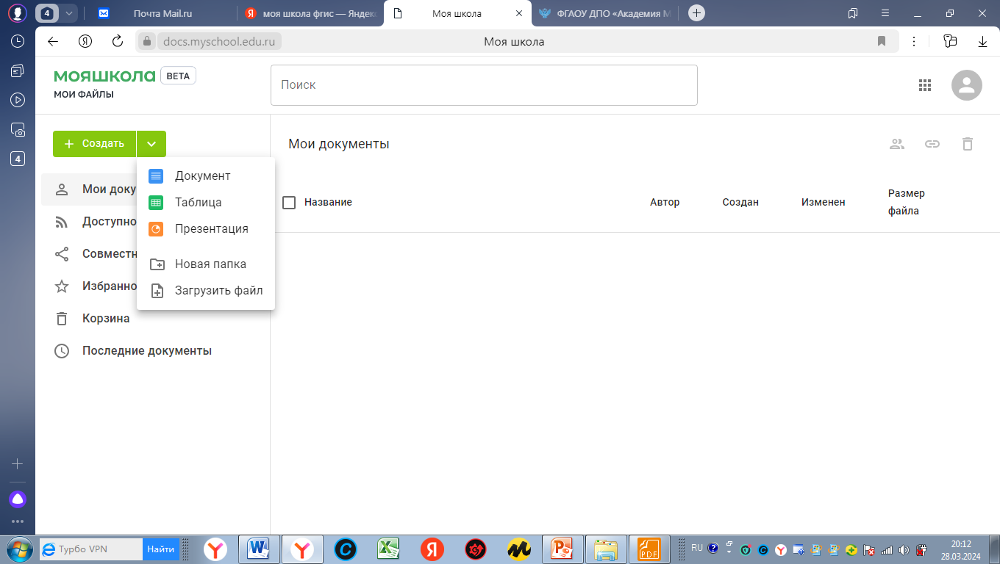 4
Почта Mail.ru
моя школа фгис — Яндекс
Моя школа
ФГАОУ ДПО «Академия М
docs.myschool.edu.ru
Моя школа
МОЯШКОЛА
BETA
МОИ ФАЙЛЫ
Поиск
4
Создать
Мои документы
Документ
Таблица
Презентация
Новая папка
Загрузить файл
Мои доку
Доступно
Совместн
Избранно
Корзина
Последние документы
Название
Автор
Создан
Изменен
Размер
файла
Турбо VPN
Найти
PDF
RU
20:12
28.03.2024